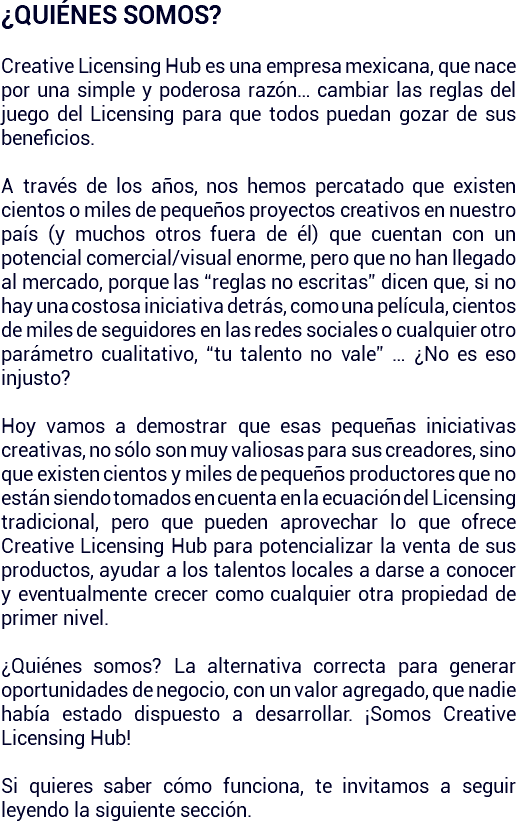 ¿QUIÉNES SOMOS?
Creative Licensing Hub es una empresa mexicana, que nace
por una simple y poderosa razón... cambiar las reglas del
juego del Licensing para que todos puedan gozar de sus
beneficios.
A través de los años, nos hemos percatado que existen
cientos o miles de pequeños proyectos creativos en nuestro
país (y muchos otros fuera de él) que cuentan con un
potencial comercial/visual enorme, pero que no han llegado
al mercado, porque las “reglas no escritas” dicen que, si no
hay una costosa iniciativa detrás, como una película, cientos
de miles de seguidores en las redes sociales o cualquier otro
parámetro cualitativo, “tu talento no vale” ... ¿No es eso
injusto?
Hoy vamos a demostrar que esas pequeñas iniciativas
creativas, no sólo son muy valiosas para sus creadores, sino
que existen cientos y miles de pequeños productores que no
están siendo tomados en cuenta en la ecuación del Licensing
tradicional, pero que pueden aprovechar lo que ofrece
Creative Licensing Hub para potencializar la venta de sus
productos, ayudar a los talentos locales a darse a conocer
y eventualmente crecer como cualquier otra propiedad de
primer nivel.
¿Quiénes somos? La alternativa correcta para generar
oportunidades de negocio, con un valor agregado, que nadie
había estado dispuesto a desarrollar. ¡Somos Creative
Licensing Hub!
Si quieres saber cómo funciona, te invitamos a seguir
leyendo la siguiente sección.